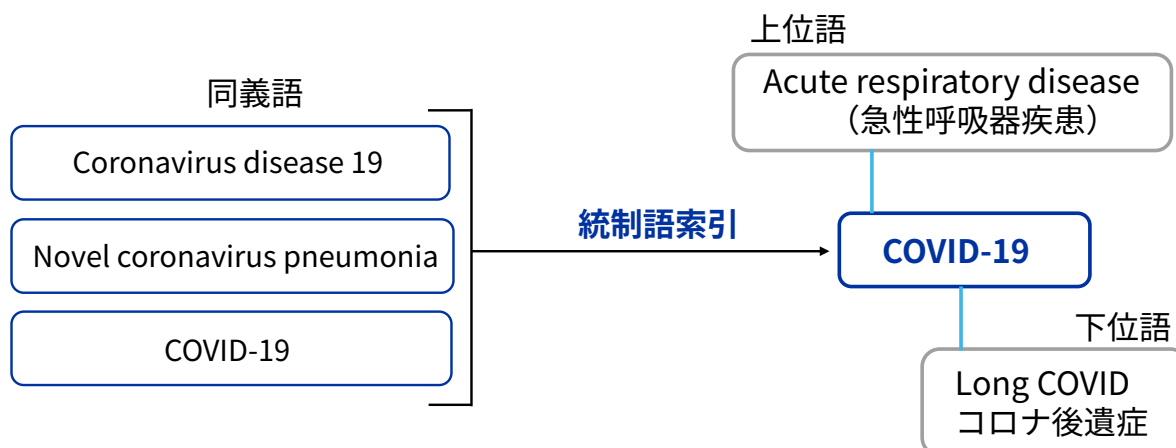 同義語
Coronavirus disease 19
Novel coronavirus pneumonia
COVID-19
統制語索引
上位語
Acute respiratory disease
（急性呼吸器疾患）
COVID-19
下位語
Long COVID
コロナ後遺症